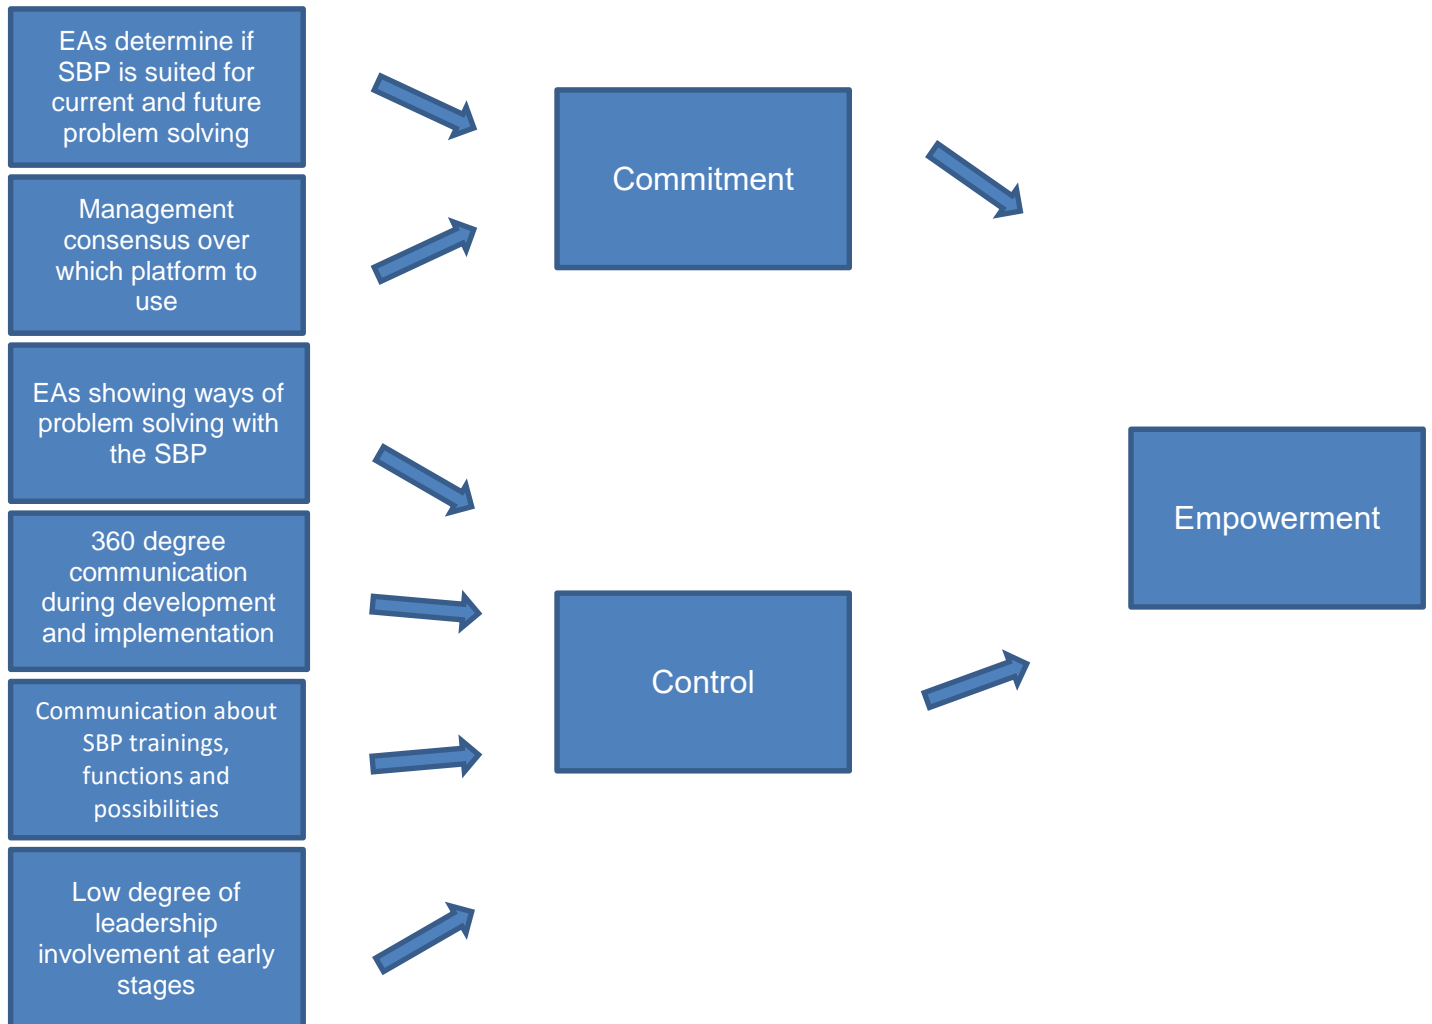 EAs determine if
SBP is suited for
current and future
problem solving
Management
consensus over
which platform to
use
EAs showing ways of
problem solving with
the SBP
360 degree
communication
during development
and implementation
Communication about
SBP trainings,
functions and
possibilities
Low degree of
leadership
involvement at early
stages
Commitment
Control
Empowerment